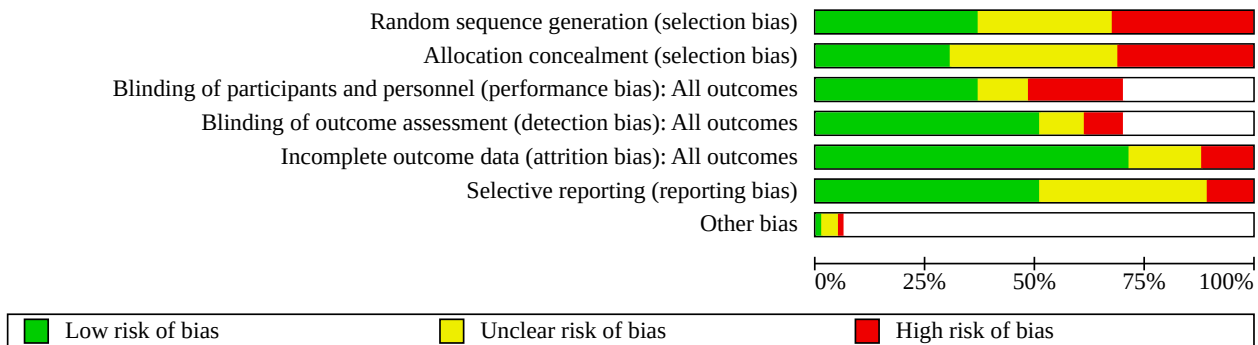 Random sequence generation (selection bias)
Allocation concealment (selection bias)
Blinding of participants and personnel (performance bias): All outcomes
Blinding of outcome assessment (detection bias): All outcomes
Incomplete outcome data (attrition bias): All outcomes
Selective reporting (reporting bias)
Other bias
0% 25% 50% 75% 100%
Low risk of bias Unclear risk of bias High risk of bias